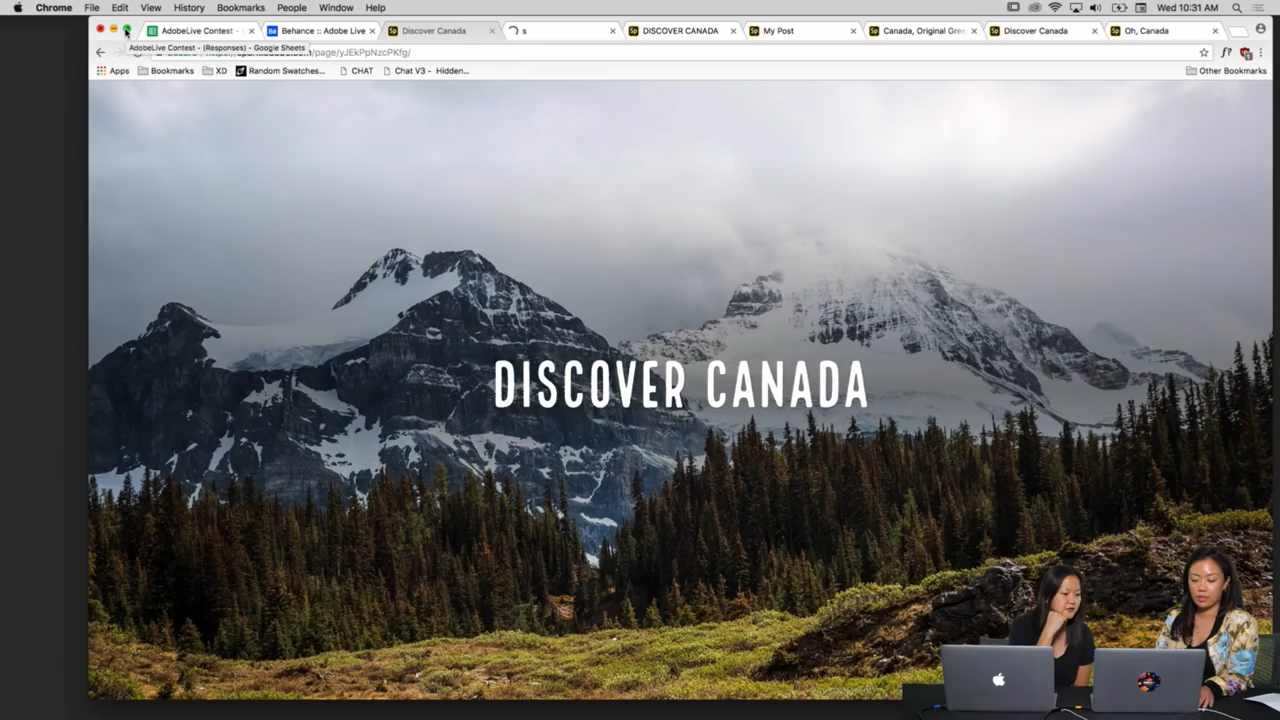 Chrome File Edit View History Bookmarks People Window Help Wed 10:31 AM
AdobeLive Contest - Behance :: Adobe Live Discover Canada s DISCOVER CANADA My Post Canada, Original Gre Discover Canada Oh, Canada
AdobeLive Contest - (Responses) - Google Sheets
/page/yJEkPpNzcPKfg/
Apps Bookmarks XD Random Swatches... CHAT Chat V3 - Hidden... Other Bookmarks
DISCOVER CANADA